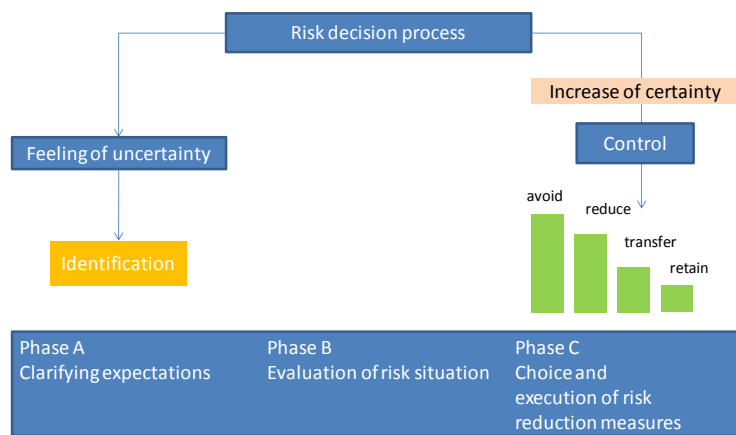 Risk decision process
Increase of certainty
Feeling of uncertainty
Control
avoid
reduce
transfer
retain
Identification
Phase A
Clarifying expectations
Phase B
Evaluation of risk situation
Phase C
Choice and
execution of risk
reduction measures